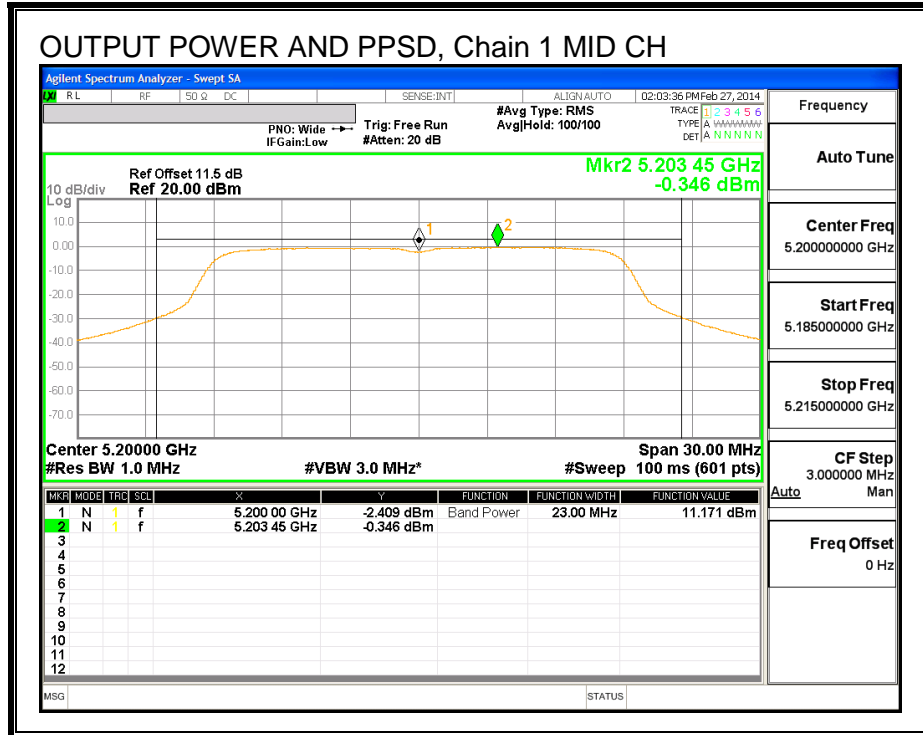 OUTPUT POWER AND PPSD, Chain 1 MID CH
Agilent Spectrum Analyzer - Swept SA
LXI RL RF 50 Ω DC SENSE:INT ALIGN AUTO 02:03:36 PM Feb 27, 2014
PNO: Wide
IFGain:Low
Trig: Free Run
#Atten: 20 dB
#Avg Type: RMS
Avg|Hold: 100/100
TRACE 1 2 3 4 5 6
TYPE A WWWWW
DET A N N N N N
Mkr2 5.203 45 GHz
-0.346 dBm
Ref Offset 11.5 dB
Ref 20.00 dBm
10 dB/div
Log
10.0
0.00
-10.0
-20.0
-30.0
-40.0
-50.0
-60.0
-70.0
1
2
Center 5.20000 GHz
Span 30.00 MHz
#Res BW 1.0 MHz
#VBW 3.0 MHz*
#Sweep 100 ms (601 pts)
MKR MODE TRC SCL X Y FUNCTION FUNCTION WIDTH FUNCTION VALUE
1 N 1 f 5.200 00 GHz -2.409 dBm Band Power 23.00 MHz 11.171 dBm
2 N 1 f 5.203 45 GHz -0.346 dBm
3
4
5
6
7
8
9
10
11
12
MSG
STATUS
Frequency
Auto Tune
Center Freq
5.200000000 GHz
Start Freq
5.185000000 GHz
Stop Freq
5.215000000 GHz
CF Step
3.000000 MHz
Auto Man
Freq Offset
0 Hz